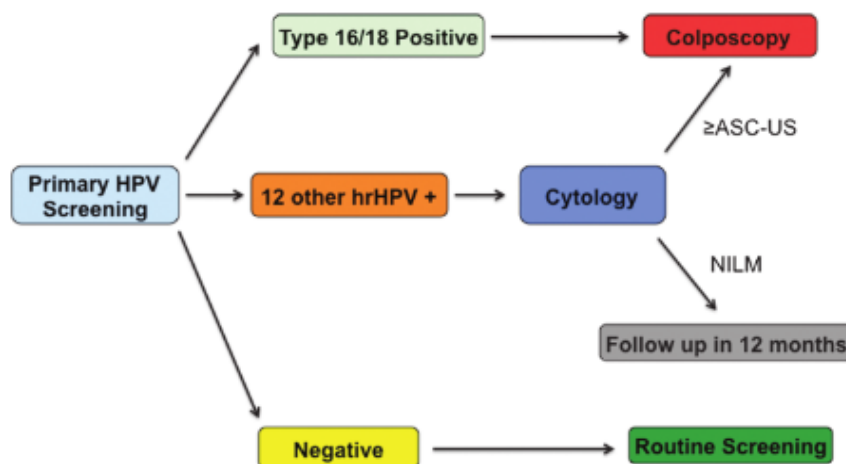 Type 16/18 Positive
Colposcopy
≥ASC-US
Primary HPV
Screening
12 other hrHPV +
Cytology
NILM
Follow up in 12 months
Negative
Routine Screening